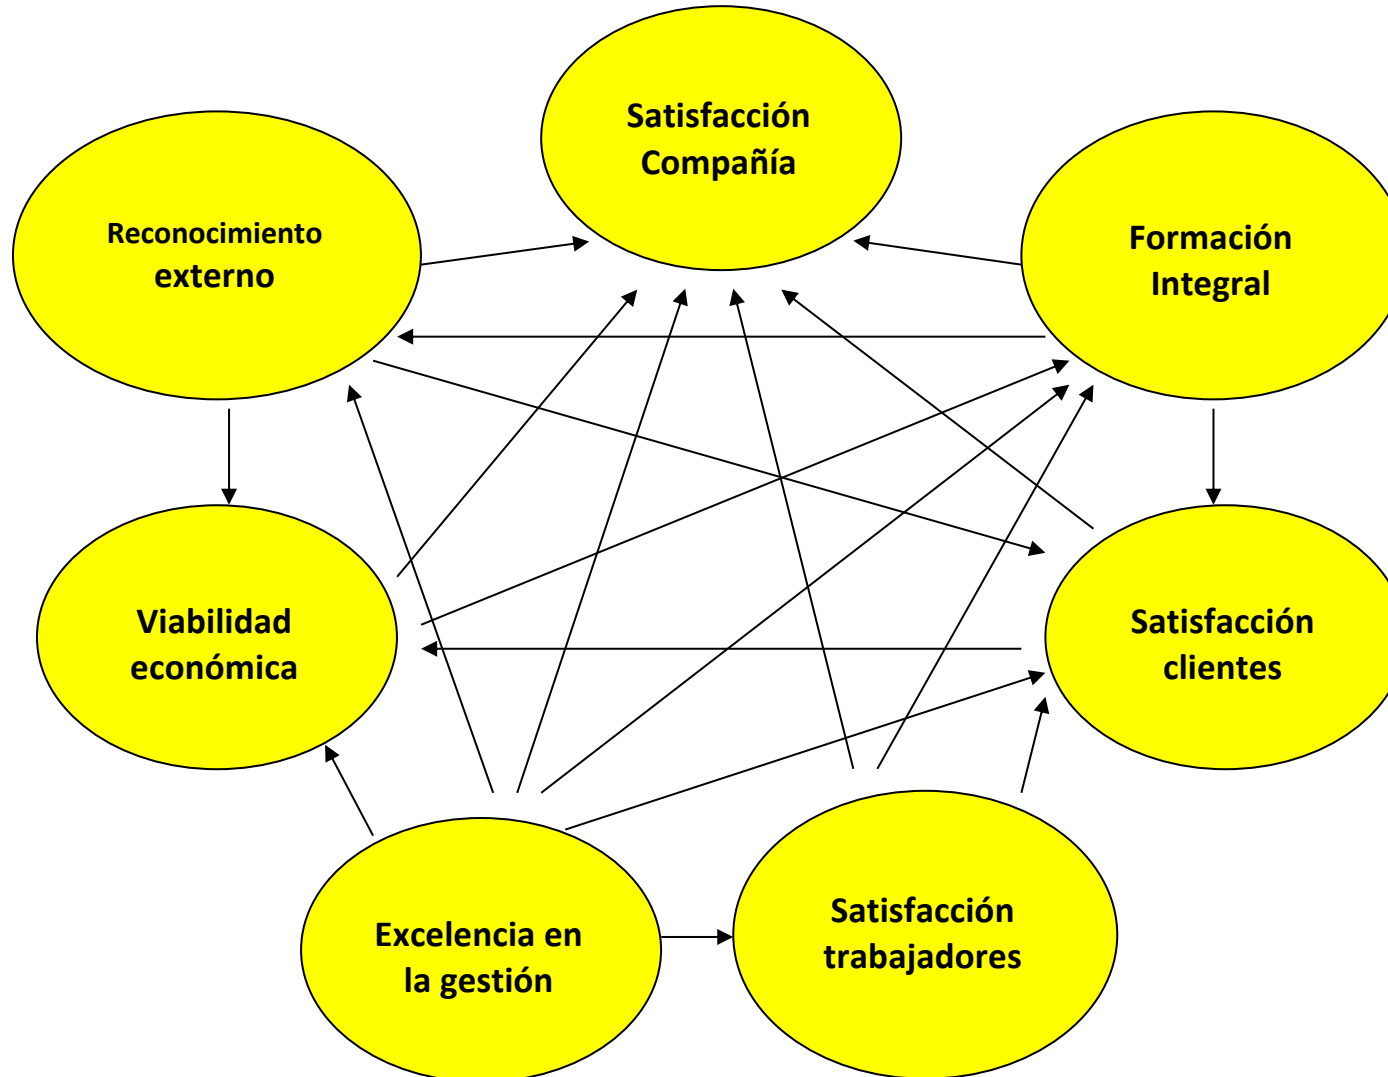 Satisfacción
Compañía
Reconocimiento
externo
Formación
Integral
Viabilidad
económica
Satisfacción
clientes
Excelencia en
la gestión
Satisfacción
trabajadores